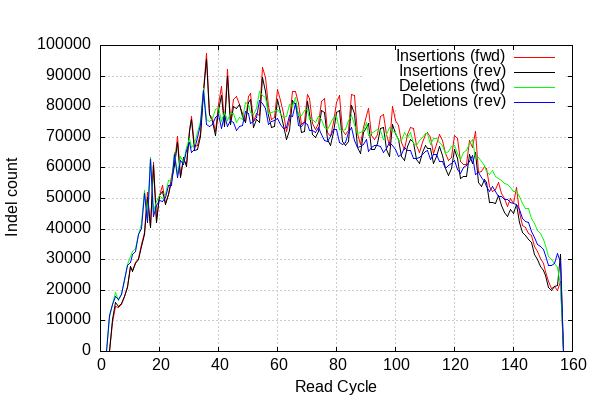 100000
90000
80000
70000
60000
50000
40000
30000
20000
10000
0
Indel count
Insertions (fwd)
Insertions (rev)
Deletions (fwd)
Deletions (rev)
0 20 40 60 80 100 120 140 160
Read Cycle